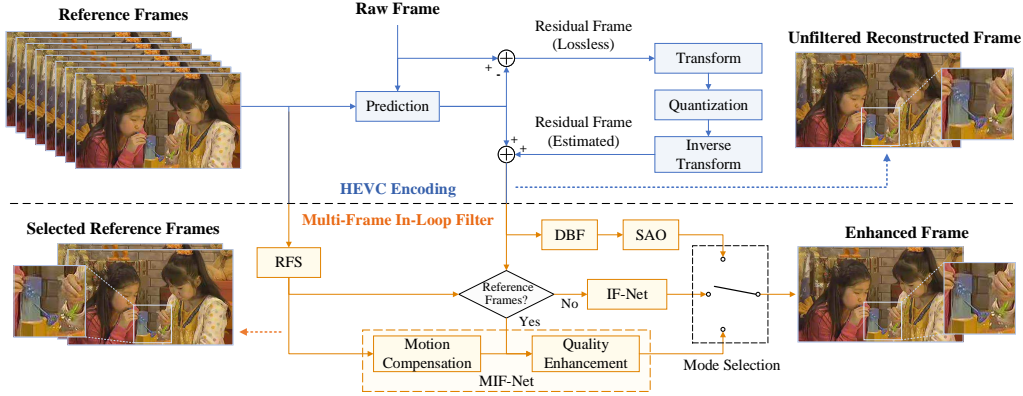 Reference Frames
Raw Frame
Residual Frame
(Lossless)
Unfiltered Reconstructed Frame
+
-
Transform
Prediction
Quantization
Residual Frame
(Estimated)
+
+
Inverse
Transform
HEVC Encoding
Multi-Frame In-Loop Filter
Selected Reference Frames
DBF
SAO
Enhanced Frame
RFS
Reference
Frames?
No
IF-Net
Yes
Motion
Compensation
Quality
Enhancement
Mode Selection
MIF-Net